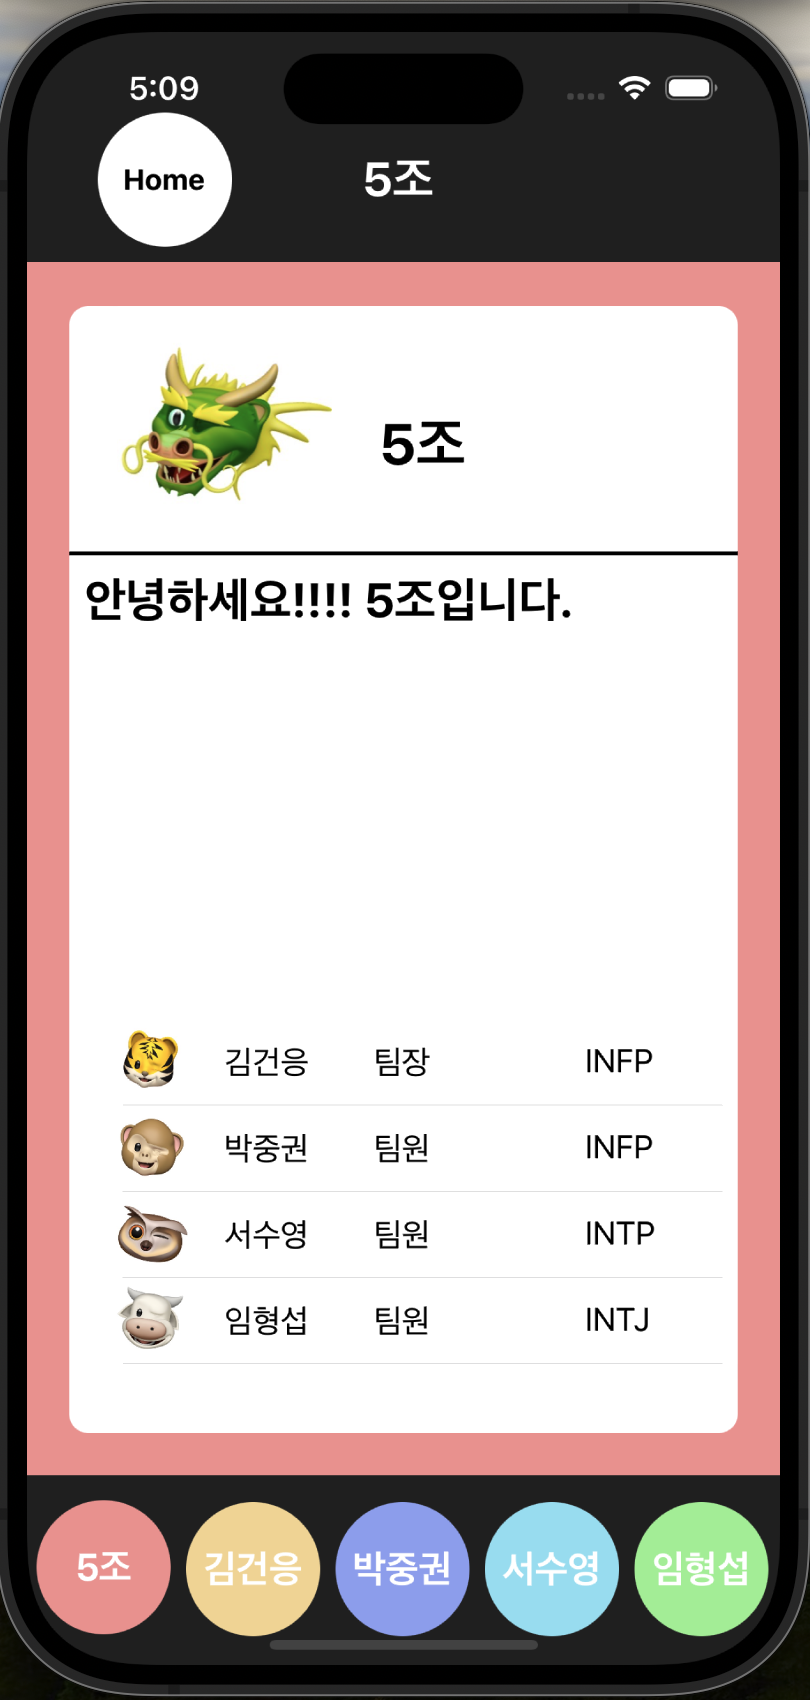 5:09
Home
5조
5조
안녕하세요!!!! 5조입니다.
김건응 팀장 INFP
박중권 팀원 INFP
서수영 팀원 INTP
임형섭 팀원 INTJ
5조 김건응 박중권 서수영 임형섭